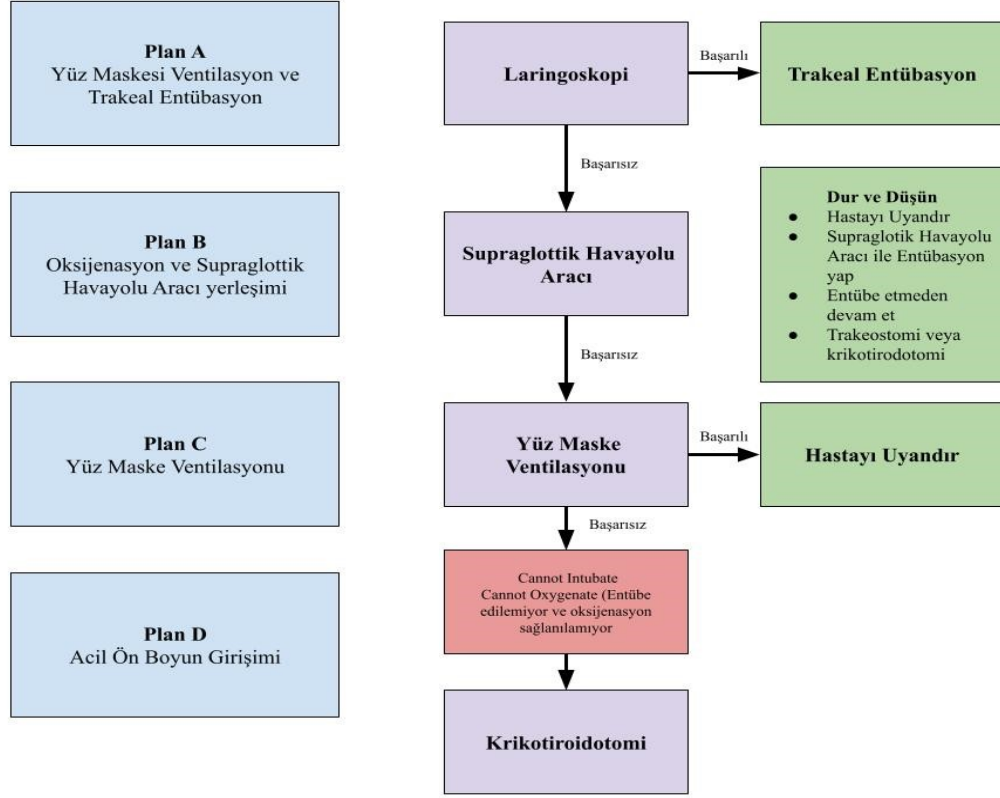 Plan A
Yüz Maskesi Ventilasyon ve
Trakeal Entübasyon
Laringoskopi
Başarılı
Trakeal Entübasyon
Başarısız
Plan B
Oksijenasyon ve Supraglottik
Havayolu Aracı yerleşimi
Supraglottik Havayolu
Aracı
Dur ve Düşün
● Hastayı Uyandır
● Supraglotik Havayolu
Aracı ile Entübasyon
yap
● Entübe etmeden
devam et
● Trakeostomi veya
krikotirodotomi
Başarısız
Plan C
Yüz Maske Ventilasyonu
Yüz Maske
Ventilasyonu
Başarılı
Hastayı Uyandır
Başarısız
Cannot Intubate
Cannot Oxygenate (Entübe
edilemiyor ve oksijenasyon
sağlanılamıyor
Plan D
Acil Ön Boyun Girişimi
Krikotiroidotomi